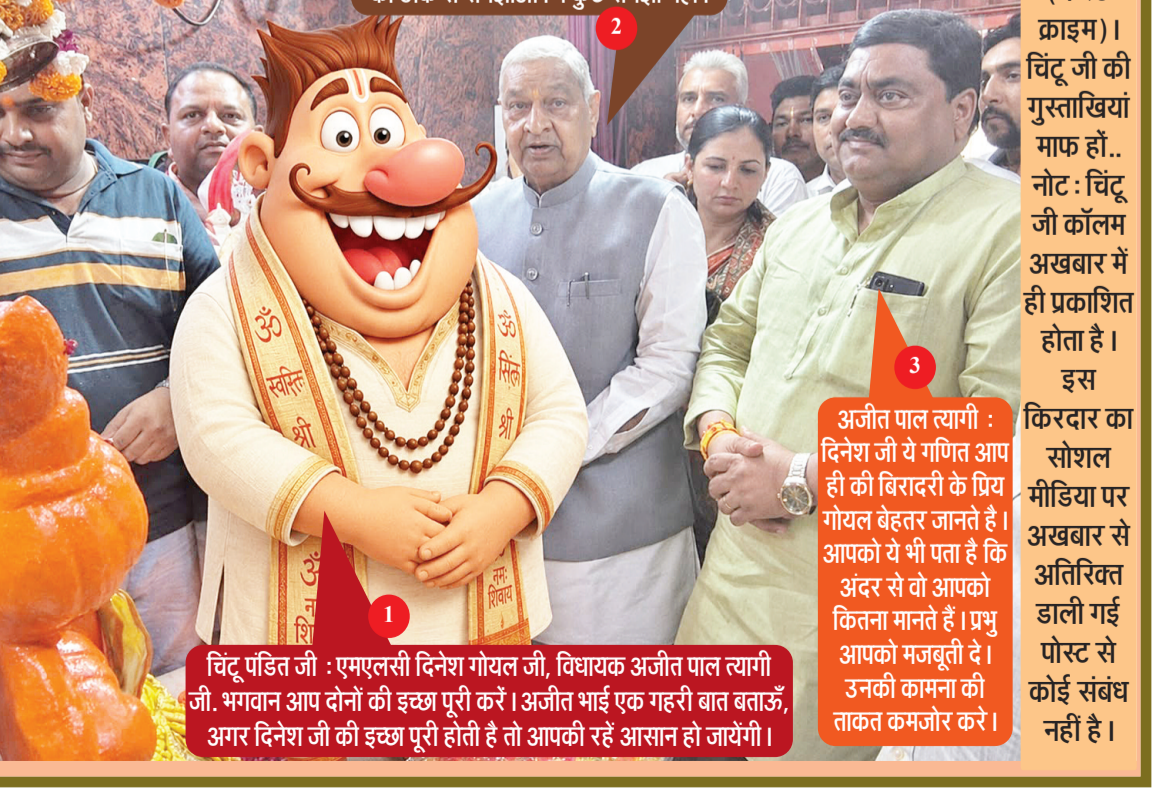 2
3
1
ॐ
स्वस्ति
श्री
ॐ
श्री
ॐ
नमः
शिवाय
चिंटू पंडित जी : एमएलसी दिनेश गोयल जी, विधायक अजीत पाल त्यागी
जी. भगवान आप दोनों की इच्छा पूरी करें। अजीत भाई एक गहरी बात बताऊँ,
अगर दिनेश जी की इच्छा पूरी होती है तो आपकी रहें आसान हो जायेंगी।
अजीत पाल त्यागी :
दिनेश जी ये गणित आप
ही की बिरादरी के प्रिय
गोयल बेहतर जानते है।
आपको ये भी पता है कि
अंदर से वो आपको
कितना मानते हैं। प्रभु
आपको मजबूती दे।
उनकी कामना की
ताकत कमजोर करे।
क्राइम)।
चिंटू जी की
गुस्ताखियां
माफ हों..
नोट : चिंटू
जी कॉलम
अखबार में
ही प्रकाशित
होता है।
इस
किरदार का
सोशल
मीडिया पर
अखबार से
अतिरिक्त
डाली गई
पोस्ट से
कोई संबंध
नहीं है।